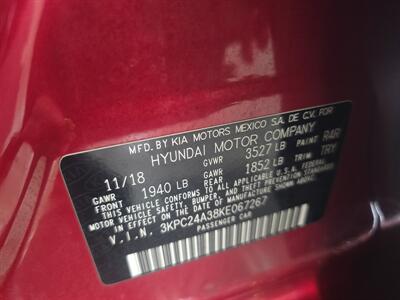 MFD. BY KIA MOTORS MEXICO S.A. DE C.V. FOR
HYUNDAI MOTOR COMPANY
11/18 GVWR 3527 LB PAINT R4R
GAWR 1940 LB GAWR REAR 1852 LB TRIM TRY
THIS VEHICLE CONFORMS TO ALL APPLICABLE U.S.A. FEDERAL
MOTOR VEHICLE SAFETY, BUMPER, AND THEFT PREVENTION STANDARDS
IN EFFECT ON THE DATE OF MANUFACTURE SHOWN ABOVE.
V.I.N. 3KPC24A38KE067267
PASSENGER CAR